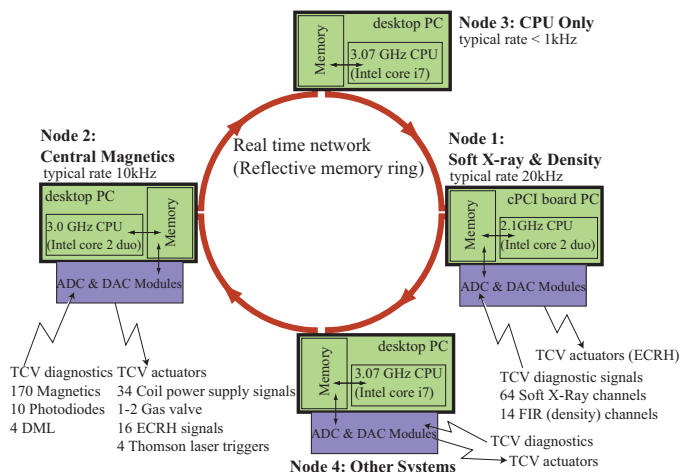 desktop PC
Memory
3.07 GHz CPU
(Intel core i7)
Node 3: CPU Only
typical rate < 1kHz
Real time network
(Reflective memory ring)
Node 2:
Central Magnetics
typical rate 10kHz
desktop PC
3.0 GHz CPU
(Intel core 2 duo)
Memory
ADC & DAC Modules
TCV diagnostics
170 Magnetics
10 Photodiodes
4 DML
TCV actuators
34 Coil power supply signals
1-2 Gas valve
16 ECRH signals
4 Thomson laser triggers
Node 1:
Soft X-ray & Density
typical rate 20kHz
cPCI board PC
Memory
2.1GHz CPU
(Intel core 2 duo)
ADC & DAC Modules
TCV actuators (ECRH)
TCV diagnostic signals
64 Soft X-Ray channels
14 FIR (density) channels
desktop PC
Memory
3.07 GHz CPU
(Intel core i7)
ADC & DAC Modules
Node 4: Other Systems
TCV diagnostics
TCV actuators